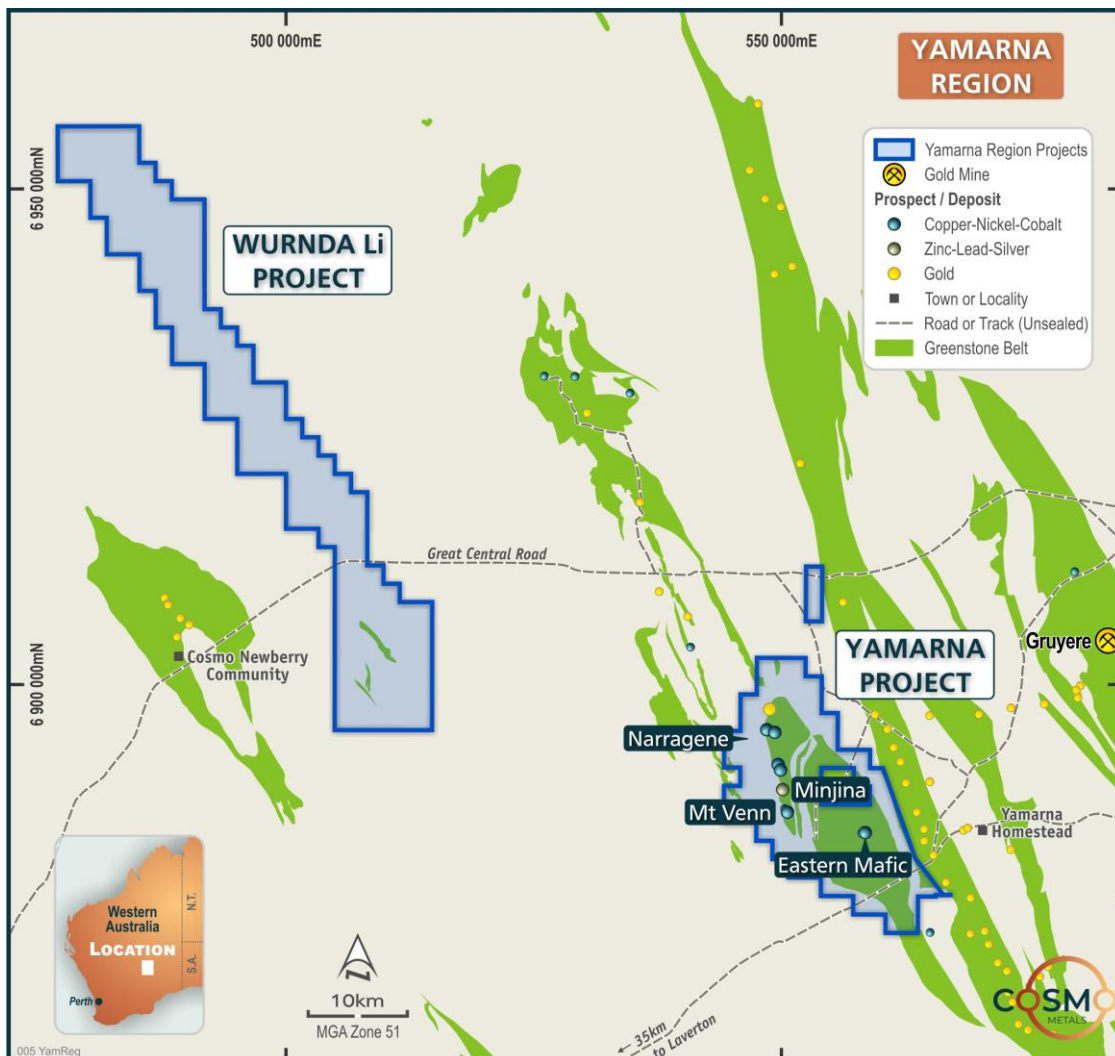 500 000mE
550 000mE
YAMARNA
REGION
6 950 000mN
6 900 000mN
Yamarna Region Projects
Gold Mine
Prospect / Deposit
Copper-Nickel-Cobalt
Zinc-Lead-Silver
Gold
Town or Locality
Road or Track (Unsealed)
Greenstone Belt
WURNDA Li
PROJECT
Great Central Road
Cosmo Newberry
Community
Gruyere
YAMARNA
PROJECT
Narragene
Minjina
Mt Venn
Eastern Mafic
Yamarna
Homestead
Western
Australia
LOCATION
N.T.
S.A.
Perth
10km
MGA Zone 51
35km
to Laverton
COSMO
METALS
005 YamReg